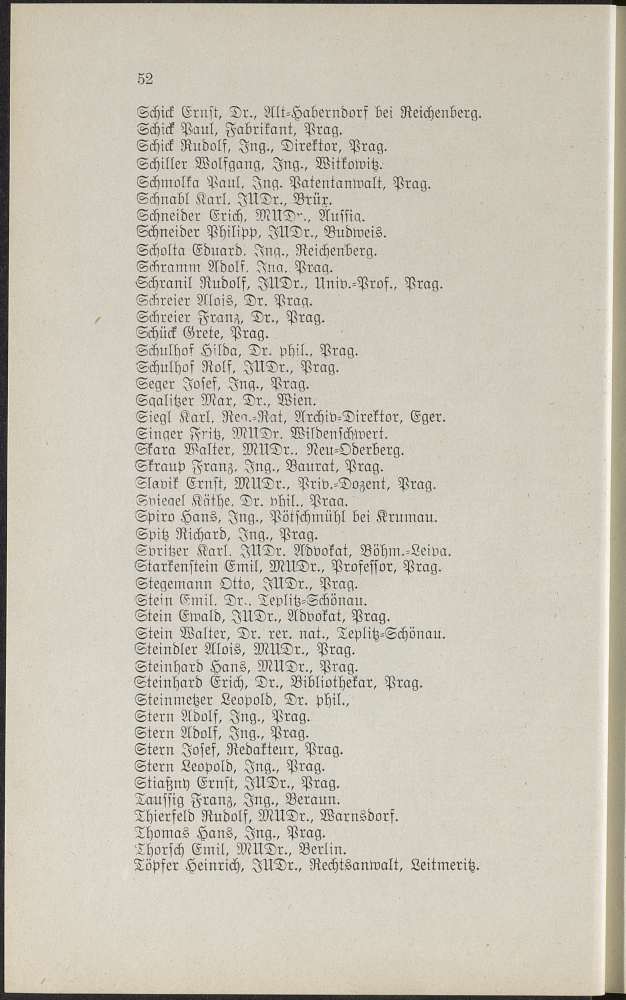 52
Schick Ernst, Dr., Alt-Haberndorf bei Reichenberg.
Schick Paul, Fabrikant, Prag.
Schick Rudolf, Ing., Direktor, Prag.
Schiller Wolfgang, Ing., Witkowitz.
Schmolka Paul, Ing. Patentanwalt, Prag.
Schnabl Karl, JUDr., Brüx.
Schneider Erich, MUDr., Aussig.
Schneider Philipp, JUDr., Budweis.
Scholta Eduard, Ing., Reichenberg.
Schramm Adolf, Ing. Prag.
Schranil Rudolf, JUDr., Univ.-Prof., Prag.
Schreier Alois, Dr. Prag.
Schreier Franz, Dr., Prag.
Schück Grete, Prag.
Schulhof Hilda, Dr. phil., Prag.
Schulhof Rolf, JUDr., Prag.
Seger Josef, Ing., Prag.
Sgalitzer Max, Dr., Wien.
Siegl Karl, Reg.-Rat, Archiv-Direktor, Eger.
Singer Fritz, MUDr. Wildenschwert.
Skara Walter, MUDr., Neu-Oderberg.
Skraup Franz, Ing., Baurat, Prag.
Slavik Ernst, MUDr., Priv.-Dozent, Prag.
Spiegel Käthe, Dr. phil., Prag.
Spiro Hans, Ing., Pötschmühl bei Krumau.
Spitz Richard, Ing., Prag.
Spritzer Karl, JUDr. Advokat, Böhm.-Leipa.
Starkenstein Emil, MUDr., Professor, Prag.
Stegemann Otto, JUDr., Prag.
Stein Emil, Dr., Teplitz-Schönau.
Stein Ewald, JUDr., Advokat, Prag.
Stein Walter, Dr. rer. nat., Teplitz-Schönau.
Steindler Alois, MUDr., Prag.
Steinhard Hans, MUDr., Prag.
Steinhard Erich, Dr., Bibliothekar, Prag.
Steinmetzer Leopold, Dr. phil.,
Stern Adolf, Ing., Prag.
Stern Adolf, Ing., Prag.
Stern Josef, Redakteur, Prag.
Stern Leopold, Ing., Prag.
Stiaßny Ernst, JUDr., Prag.
Taussig Franz, Ing., Beraun.
Thierfeld Rudolf, MUDr., Warnsdorf.
Thomas Hans, Ing., Prag.
Thorsch Emil, MUDr., Berlin.
Töpfer Heinrich, JUDr., Rechtsanwalt, Leitmeritz.